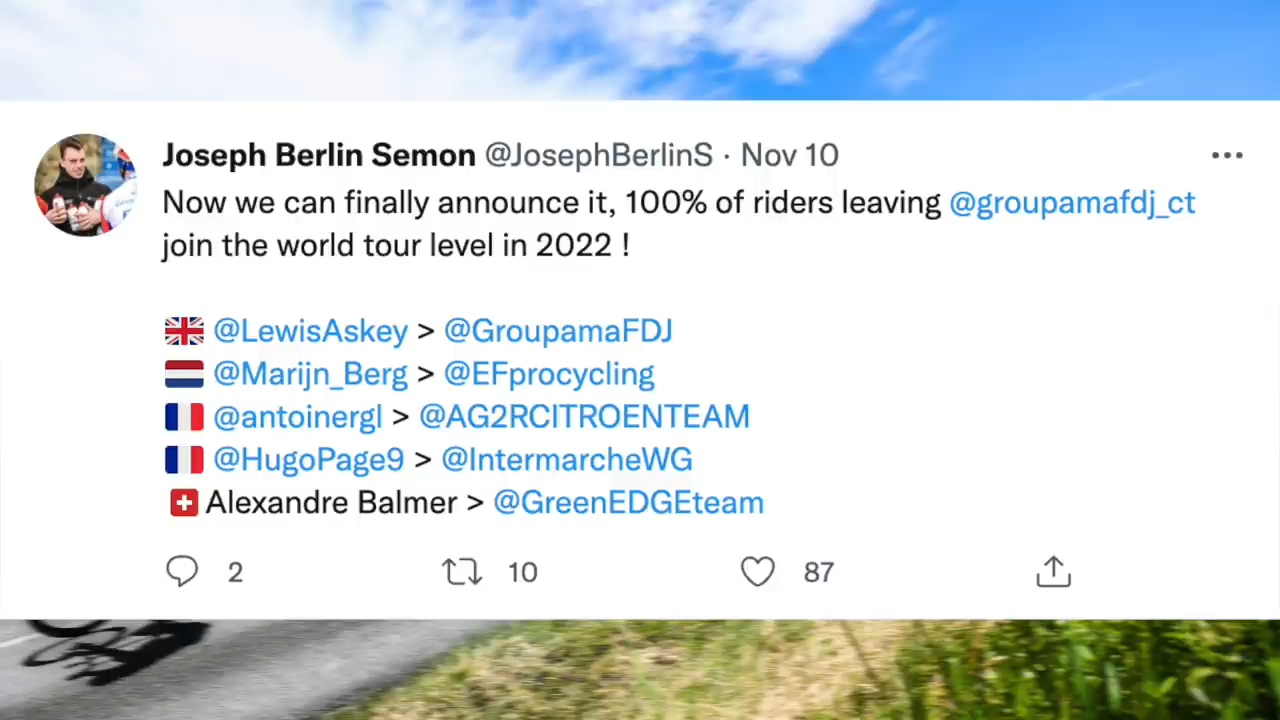 Joseph Berlin Semon @JosephBerlinS · Nov 10
Now we can finally announce it, 100% of riders leaving @groupamafdj_ct
join the world tour level in 2022 !
@LewisAskey > @GroupamaFDJ
@Marijn_Berg > @EFprocycling
@antoinergl > @AG2RCITROENTEAM
@HugoPage9 > @IntermarcheWG
Alexandre Balmer > @GreenEDGEteam
2 10 87